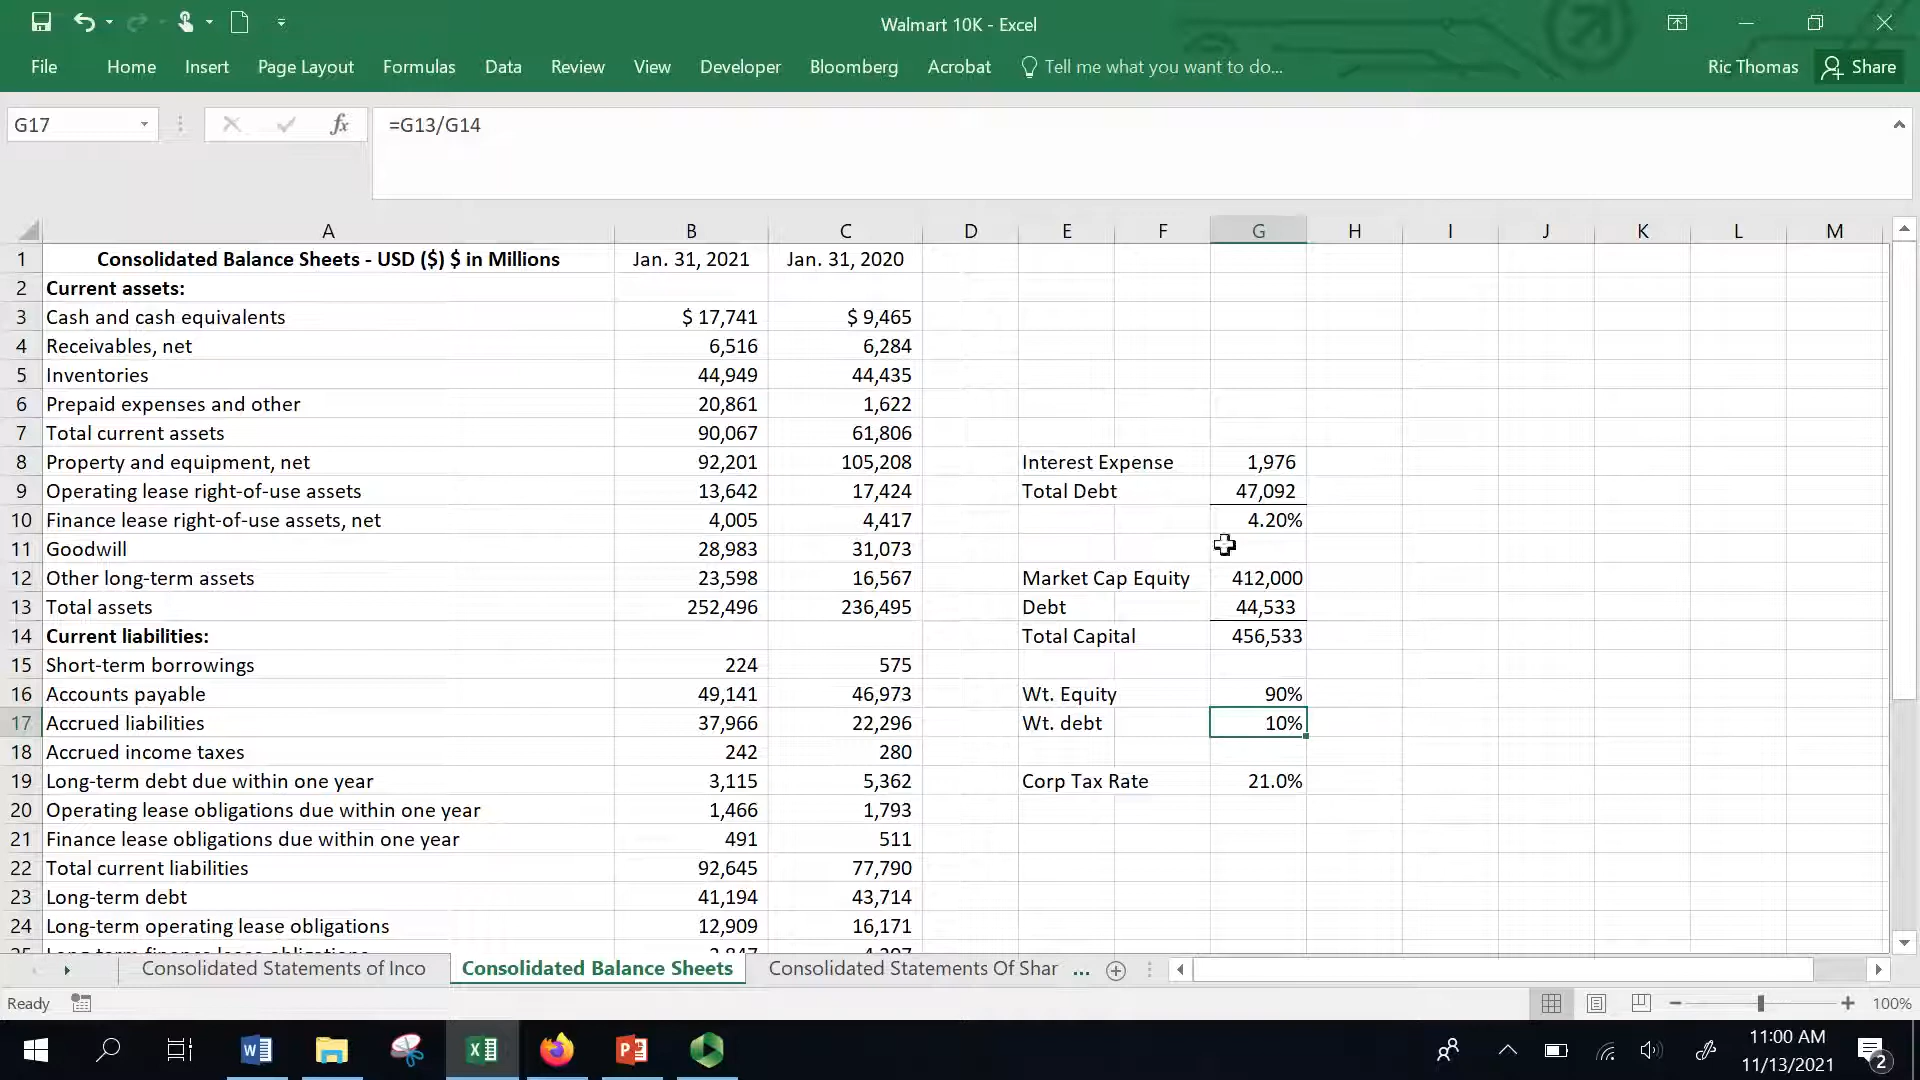 Walmart 10K - Excel
File Home Insert Page Layout Formulas Data Review View Developer Bloomberg Acrobat Tell me what you want to do... Ric Thomas Share
G17 fx =G13/G14
A B C D E F G H I J K L M
1 Consolidated Balance Sheets - USD ($) $ in Millions Jan. 31, 2021 Jan. 31, 2020
2 Current assets:
3 Cash and cash equivalents $ 17,741 $ 9,465
4 Receivables, net 6,516 6,284
5 Inventories 44,949 44,435
6 Prepaid expenses and other 20,861 1,622
7 Total current assets 90,067 61,806
8 Property and equipment, net 92,201 105,208 Interest Expense 1,976
9 Operating lease right-of-use assets 13,642 17,424 Total Debt 47,092
10 Finance lease right-of-use assets, net 4,005 4,417 4.20%
11 Goodwill 28,983 31,073
12 Other long-term assets 23,598 16,567 Market Cap Equity 412,000
13 Total assets 252,496 236,495 Debt 44,533
14 Current liabilities: Total Capital 456,533
15 Short-term borrowings 224 575
16 Accounts payable 49,141 46,973 Wt. Equity 90%
17 Accrued liabilities 37,966 22,296 Wt. debt 10%
18 Accrued income taxes 242 280
19 Long-term debt due within one year 3,115 5,362 Corp Tax Rate 21.0%
20 Operating lease obligations due within one year 1,466 1,793
21 Finance lease obligations due within one year 491 511
22 Total current liabilities 92,645 77,790
23 Long-term debt 41,194 43,714
24 Long-term operating lease obligations 12,909 16,171
Consolidated Statements of Inco Consolidated Balance Sheets Consolidated Statements Of Shar ...
Ready 100%
11:00 AM
11/13/2021 2